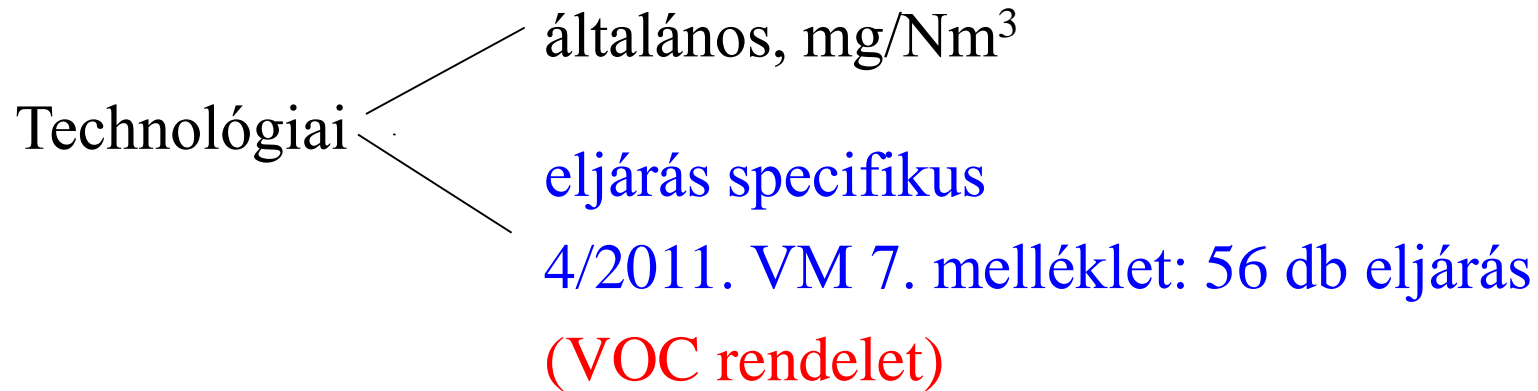 általános, mg/Nm³
Technológiai
eljárás specifikus
4/2011. VM 7. melléklet: 56 db eljárás
(VOC rendelet)